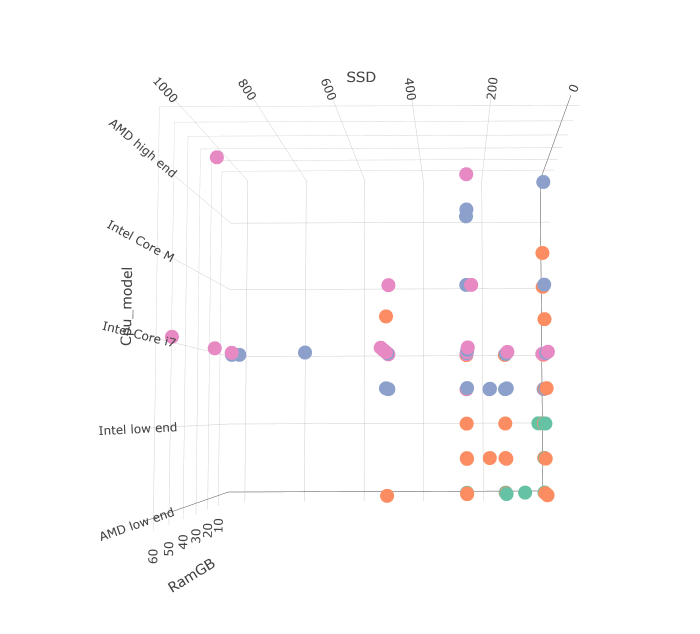 SSD
1000
800
600
400
200
0
AMD high end
Intel Core M
Cpu_model
Intel Core i7
Intel low end
AMD low end
60
50
40
30
20
10
RamGB